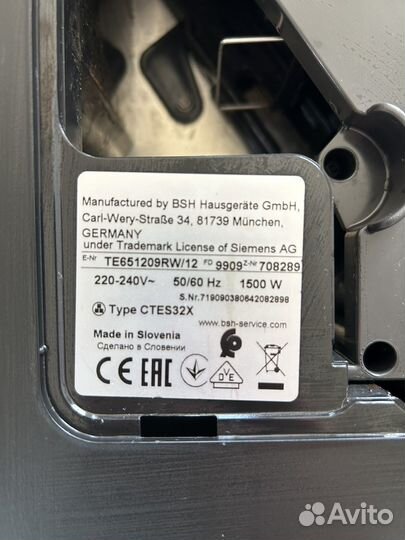 Manufactured by BSH Hausgeräte GmbH,
Carl-Wery-Straße 34, 81739 München,
GERMANY
under Trademark License of Siemens AG
E-Nr TE651209RW/12 FD 9909 Z-Nr 708289
220-240V~ 50/60 Hz 1500 W
S.Nr.719090380642082898
Type CTES32X
www.bsh-service.com
Made in Slovenia
Сделано в Словении
CE EAC VDE
Avito